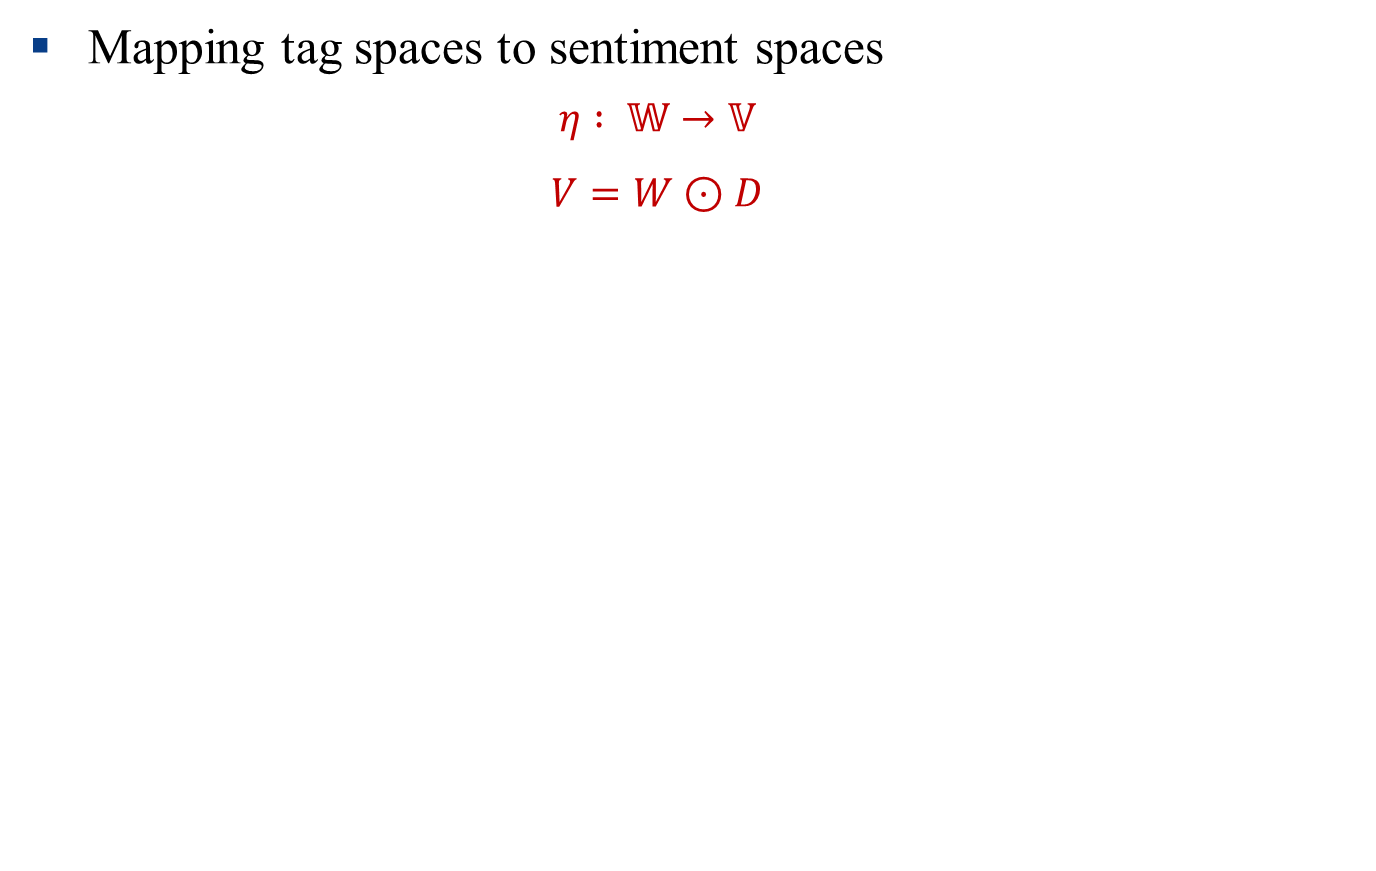 ▪ Mapping tag spaces to sentiment spaces
η : 𝕎 → 𝕍
V = W ⊙ D